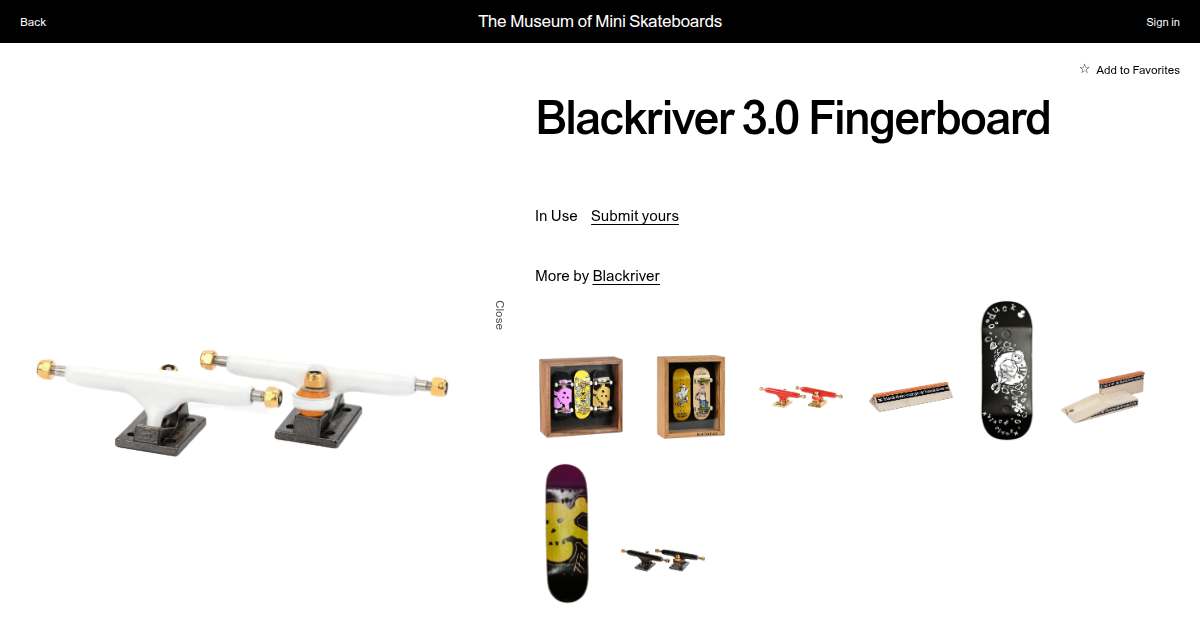 Back
The Museum of Mini Skateboards
Sign in
☆ Add to Favorites
Blackriver 3.0 Fingerboard
In Use Submit yours
More by Blackriver
Close